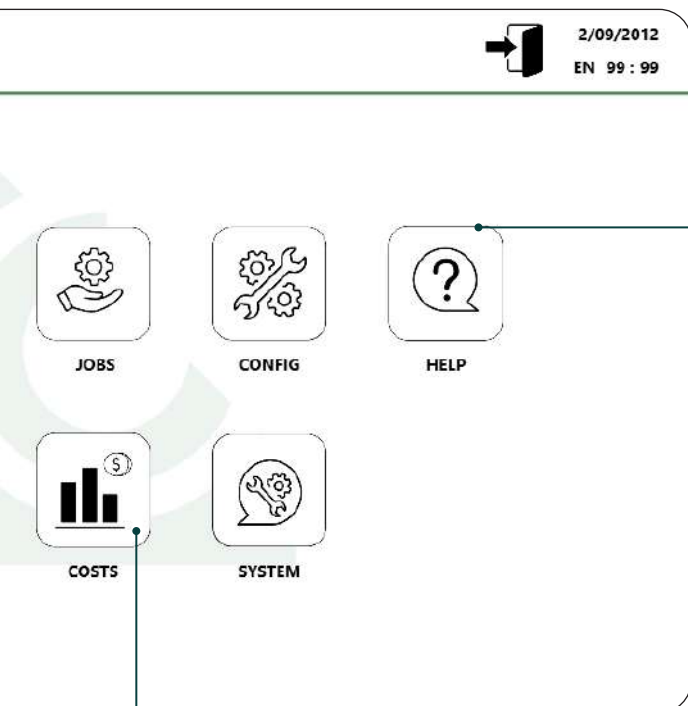 2/09/2012
EN 99 : 99
JOBS
CONFIG
HELP
$
COSTS
SYSTEM